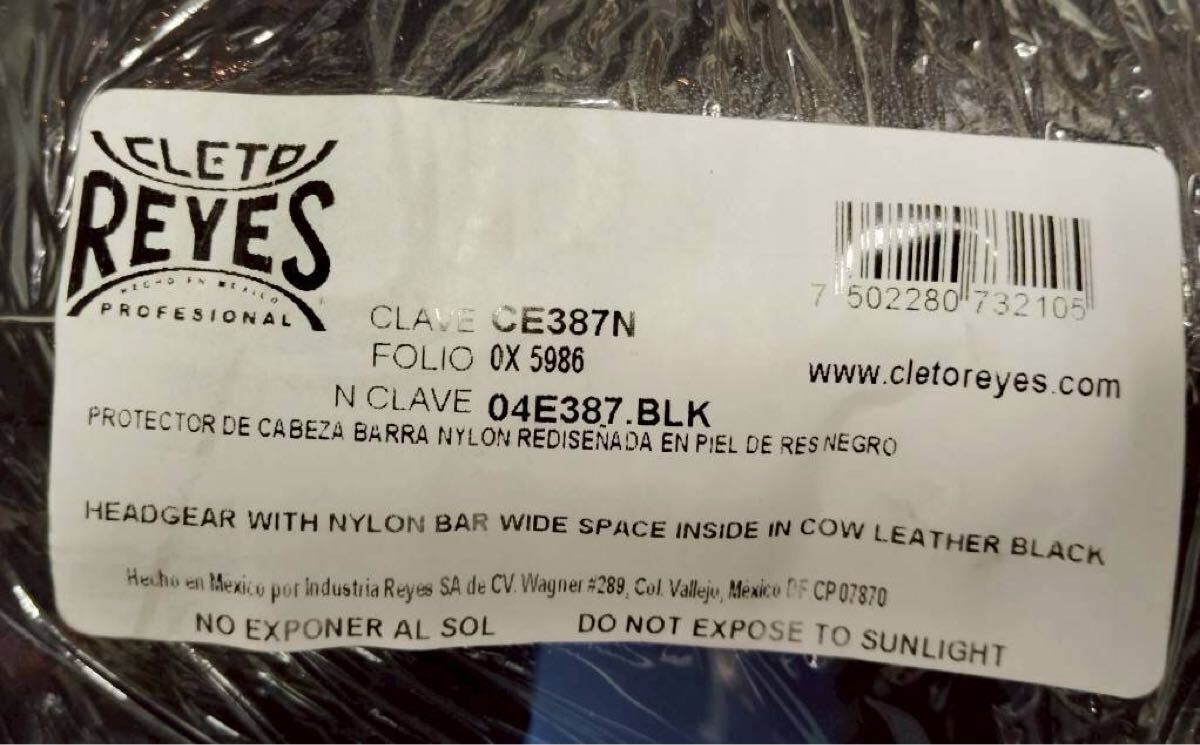 CLETO
REYES
HECHO EN MEXICO
PROFESIONAL
7 502280 732105
CLAVE CE387N
FOLIO 0X 5986
www.cletoreyes.com
N CLAVE 04E387.BLK
PROTECTOR DE CABEZA BARRA NYLON REDISEÑADA EN PIEL DE RES NEGRO
HEADGEAR WITH NYLON BAR WIDE SPACE INSIDE IN COW LEATHER BLACK
Hecho en México por Industria Reyes SA de CV. Wagner #289, Col. Vallejo, México DF CP 07870
NO EXPONER AL SOL DO NOT EXPOSE TO SUNLIGHT